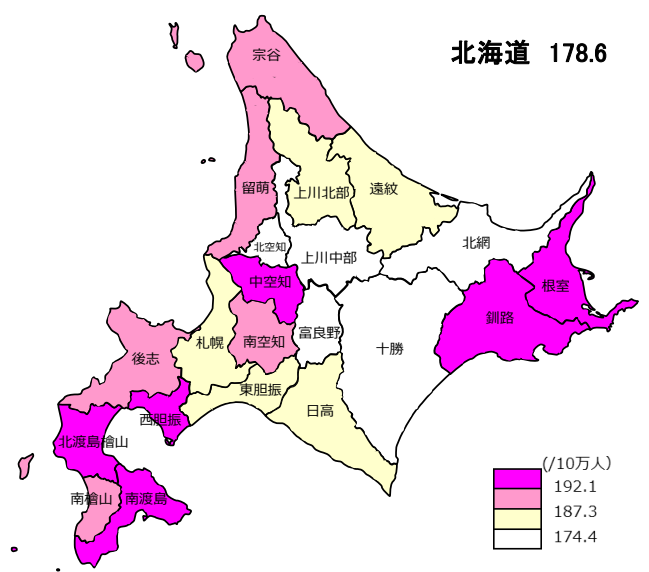 北海道 178.6
宗谷
留萌
上川北部
遠紋
北空知
上川中部
北網
中空知
根室
釧路
札幌
南空知
富良野
十勝
後志
東胆振
日高
西胆振
北渡島檜山
南檜山
南渡島
(/10万人)
192.1
187.3
174.4